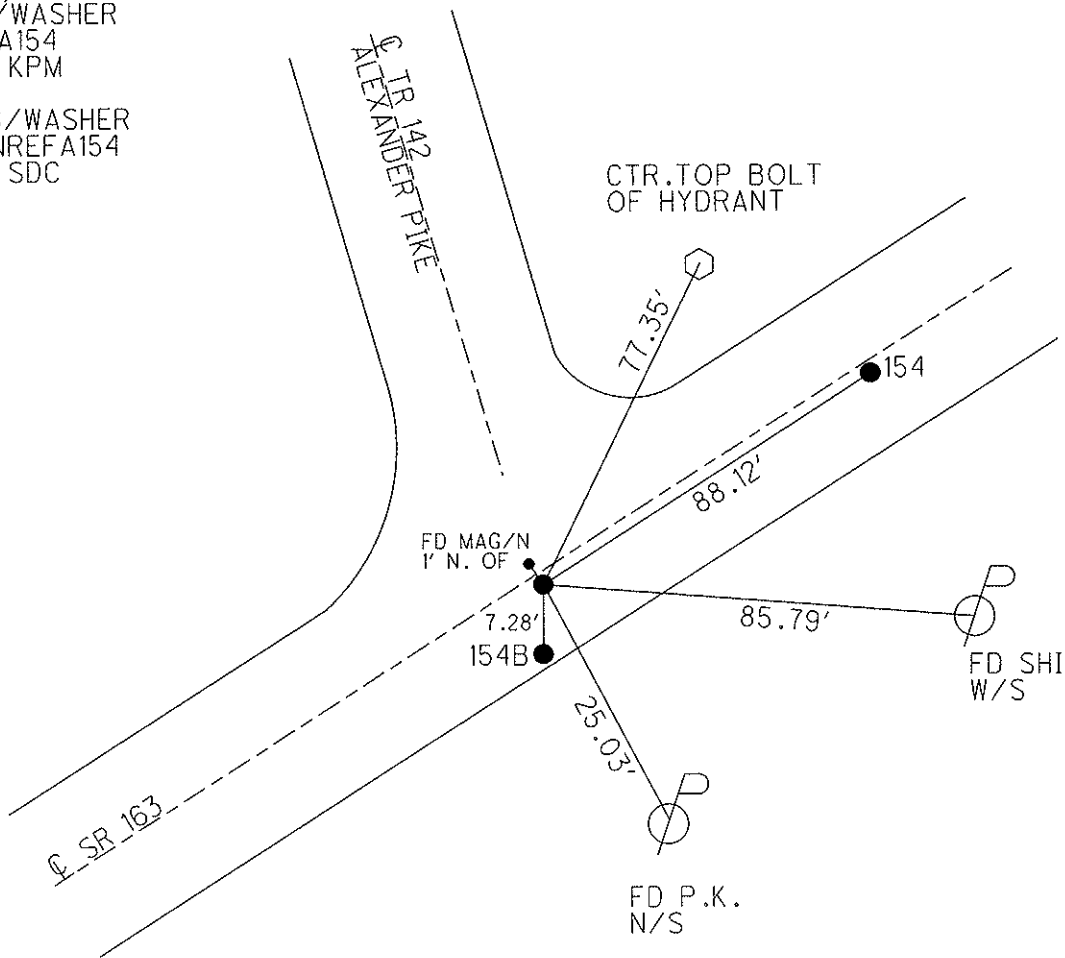 /WASHER
A154
KPM
/WASHER
NREFA154
SDC
℄ TR 142
ALEXANDER PIKE
CTR.TOP BOLT
OF HYDRANT
77.35'
154
88.12'
FD MAG/N
1' N. OF
7.28'
154B
85.79'
FD SHI
W/S
25.03'
℄ SR 163
FD P.K.
N/S